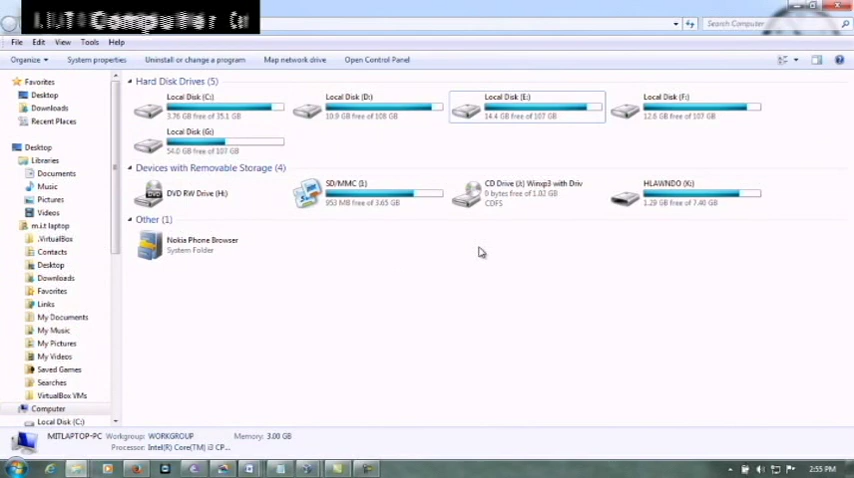 Computer
Search Computer
File Edit View Tools Help
Organize System properties Uninstall or change a program Map network drive Open Control Panel
Favorites
Desktop
Downloads
Recent Places
Desktop
Libraries
Documents
Music
Pictures
Videos
m.i.t laptop
.VirtualBox
Contacts
Desktop
Downloads
Favorites
Links
My Documents
My Music
My Pictures
My Videos
Saved Games
Searches
VirtualBox VMs
Computer
Local Disk (C:)
Hard Disk Drives (5)
Local Disk (C:)
3.76 GB free of 35.1 GB
Local Disk (D:)
10.9 GB free of 108 GB
Local Disk (E:)
14.4 GB free of 107 GB
Local Disk (F:)
12.6 GB free of 107 GB
Local Disk (G:)
54.0 GB free of 107 GB
Devices with Removable Storage (4)
DVD RW Drive (H:)
SD/MMC (I:)
953 MB free of 3.65 GB
CD Drive (J:) Winxp3 with Driv
0 bytes free of 1.02 GB
CDFS
HLAWNDO (K:)
1.29 GB free of 7.40 GB
Other (1)
Nokia Phone Browser
System Folder
MITLAPTOP-PC Workgroup: WORKGROUP Memory: 3.00 GB
Processor: Intel(R) Core(TM) i3 CP...
2:55 PM